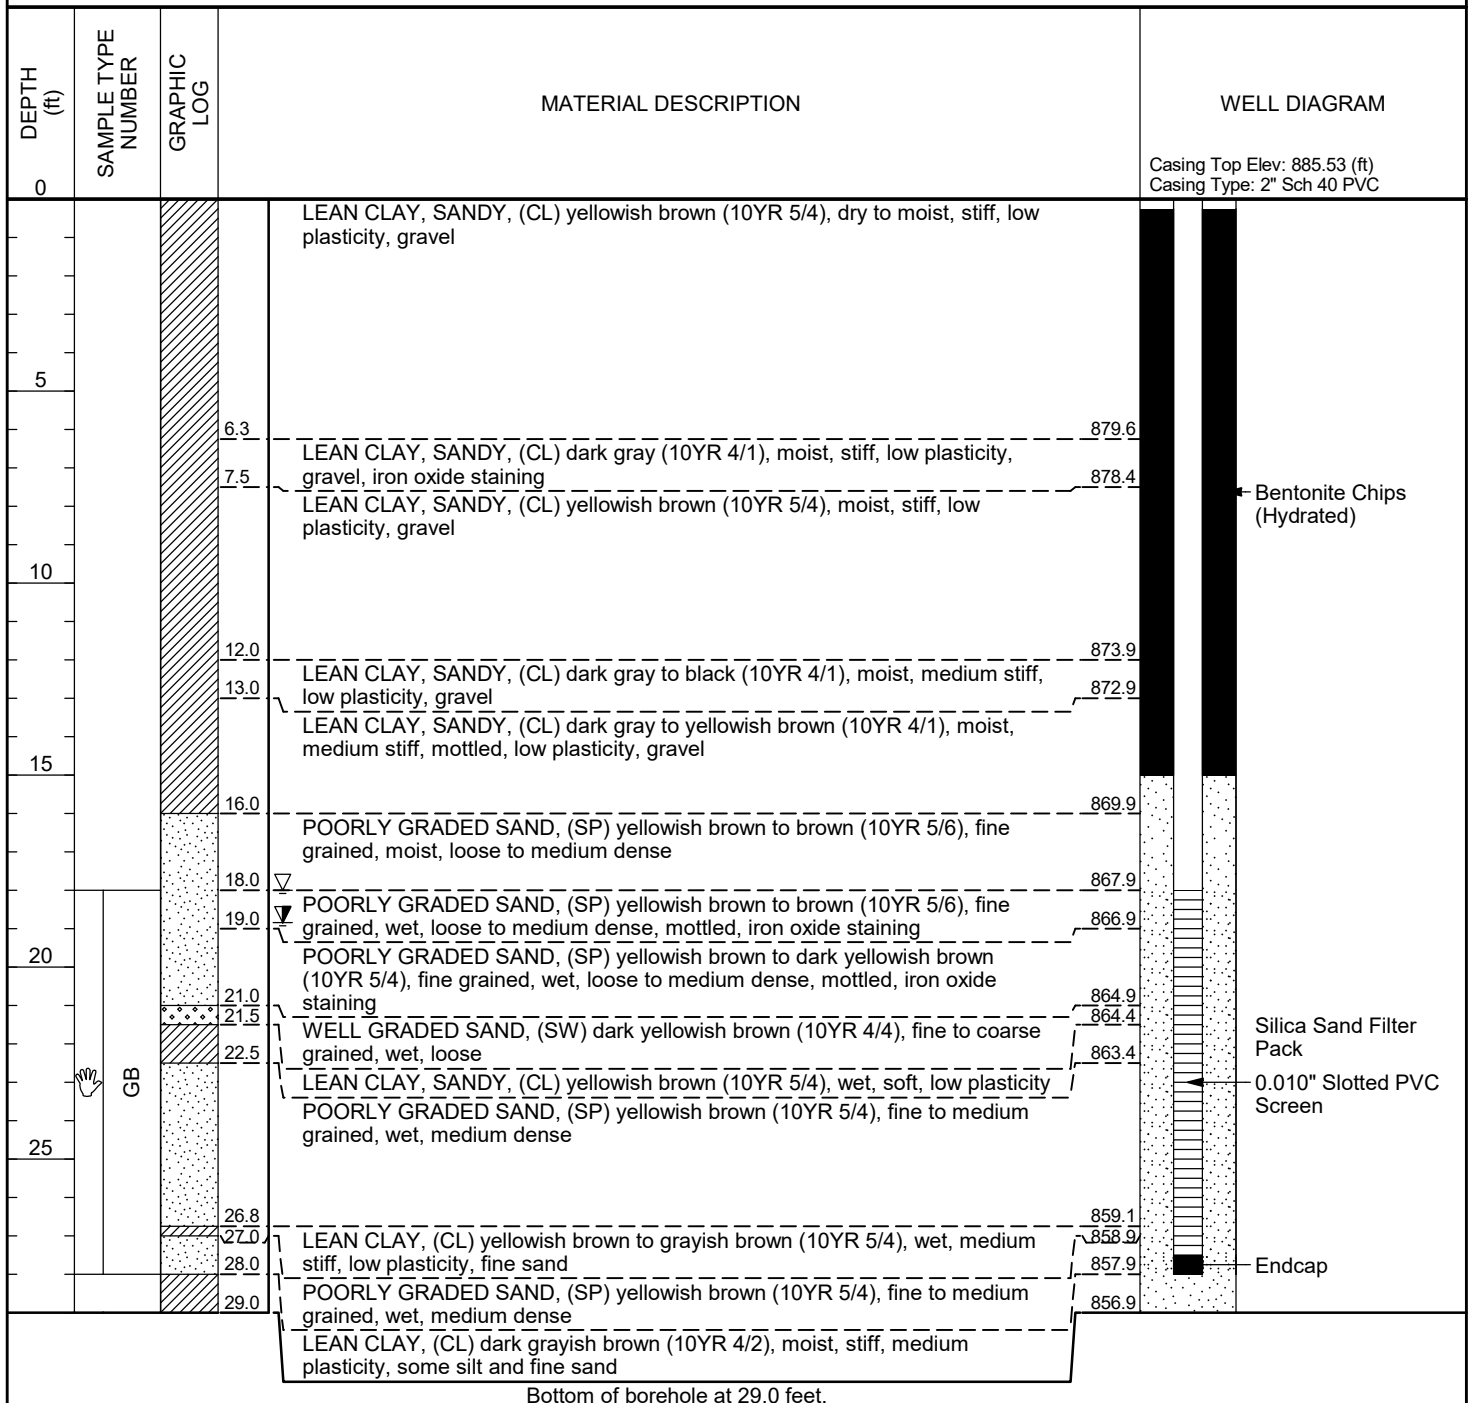 DEPTH
(ft)
SAMPLE TYPE
NUMBER
GRAPHIC
LOG
MATERIAL DESCRIPTION
WELL DIAGRAM
Casing Top Elev: 885.53 (ft)
Casing Type: 2" Sch 40 PVC
0
LEAN CLAY, SANDY, (CL) yellowish brown (10YR 5/4), dry to moist, stiff, low
plasticity, gravel
5
6.3
879.6
LEAN CLAY, SANDY, (CL) dark gray (10YR 4/1), moist, stiff, low plasticity,
gravel, iron oxide staining
7.5
878.4
LEAN CLAY, SANDY, (CL) yellowish brown (10YR 5/4), moist, stiff, low
plasticity, gravel
Bentonite Chips
(Hydrated)
10
12.0
873.9
LEAN CLAY, SANDY, (CL) dark gray to black (10YR 4/1), moist, medium stiff,
low plasticity, gravel
13.0
872.9
LEAN CLAY, SANDY, (CL) dark gray to yellowish brown (10YR 4/1), moist,
medium stiff, mottled, low plasticity, gravel
15
16.0
869.9
POORLY GRADED SAND, (SP) yellowish brown to brown (10YR 5/6), fine
grained, moist, loose to medium dense
18.0
867.9
POORLY GRADED SAND, (SP) yellowish brown to brown (10YR 5/6), fine
grained, wet, loose to medium dense, mottled, iron oxide staining
19.0
866.9
POORLY GRADED SAND, (SP) yellowish brown to dark yellowish brown
(10YR 5/4), fine grained, wet, loose to medium dense, mottled, iron oxide
staining
20
21.0
864.9
WELL GRADED SAND, (SW) dark yellowish brown (10YR 4/4), fine to coarse
grained, wet, loose
21.5
864.4
Silica Sand Filter
Pack
22.5
863.4
LEAN CLAY, SANDY, (CL) yellowish brown (10YR 5/4), wet, soft, low plasticity
GB
0.010" Slotted PVC
Screen
POORLY GRADED SAND, (SP) yellowish brown (10YR 5/4), fine to medium
grained, wet, medium dense
25
26.8
859.1
27.0
858.9
LEAN CLAY, (CL) yellowish brown to grayish brown (10YR 5/4), wet, medium
stiff, low plasticity, fine sand
28.0
857.9
Endcap
POORLY GRADED SAND, (SP) yellowish brown (10YR 5/4), fine to medium
grained, wet, medium dense
29.0
856.9
LEAN CLAY, (CL) dark grayish brown (10YR 4/2), moist, stiff, medium
plasticity, some silt and fine sand
Bottom of borehole at 29.0 feet.